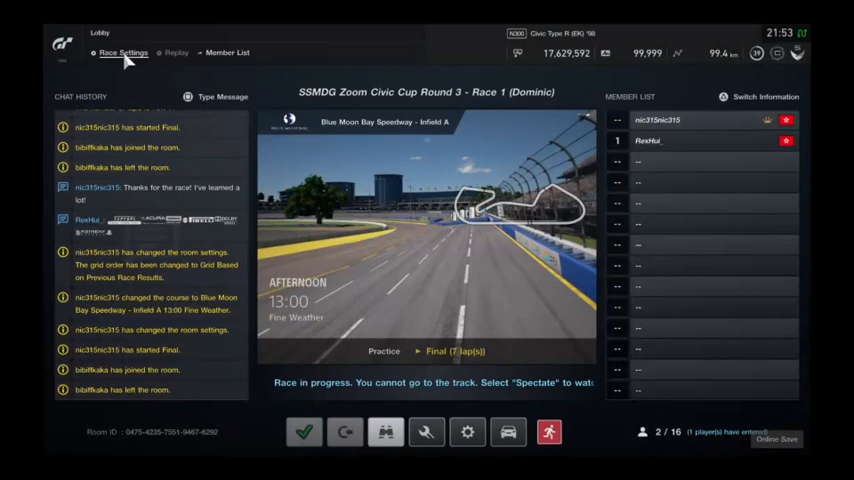 Lobby
Race Settings
Replay
Member List
N300 Civic Type R (EK) '98
21:53
17,629,592
99,999
99.4 km
39
CHAT HISTORY
Type Message
SSMDG Zoom Civic Cup Round 3 - Race 1 (Dominic)
MEMBER LIST
Switch Information
nic315nic315 has started Final.
bibiffkaka has joined the room.
bibiffkaka has left the room.
nic315nic315: Thanks for the race! I've learned a
lot!
RexHui_:
nic315nic315 has changed the room settings.
The grid order has been changed to Grid Based
on Previous Race Results.
nic315nic315 changed the course to Blue Moon
Bay Speedway - Infield A 13:00 Fine Weather.
nic315nic315 has changed the room settings.
nic315nic315 has started Final.
bibiffkaka has joined the room.
bibiffkaka has left the room.
Blue Moon Bay Speedway - Infield A
AFTERNOON
13:00
Fine Weather
Practice
Final (7 lap(s))
Race in progress. You cannot go to the track. Select "Spectate" to wat
-- nic315nic315
1 RexHui_
-- --
-- --
-- --
-- --
-- --
-- --
-- --
-- --
-- --
-- --
-- --
-- --
Room ID : 0475-4235-7551-9467-6292
2 / 16 (1 player(s) have entered)
Online Save